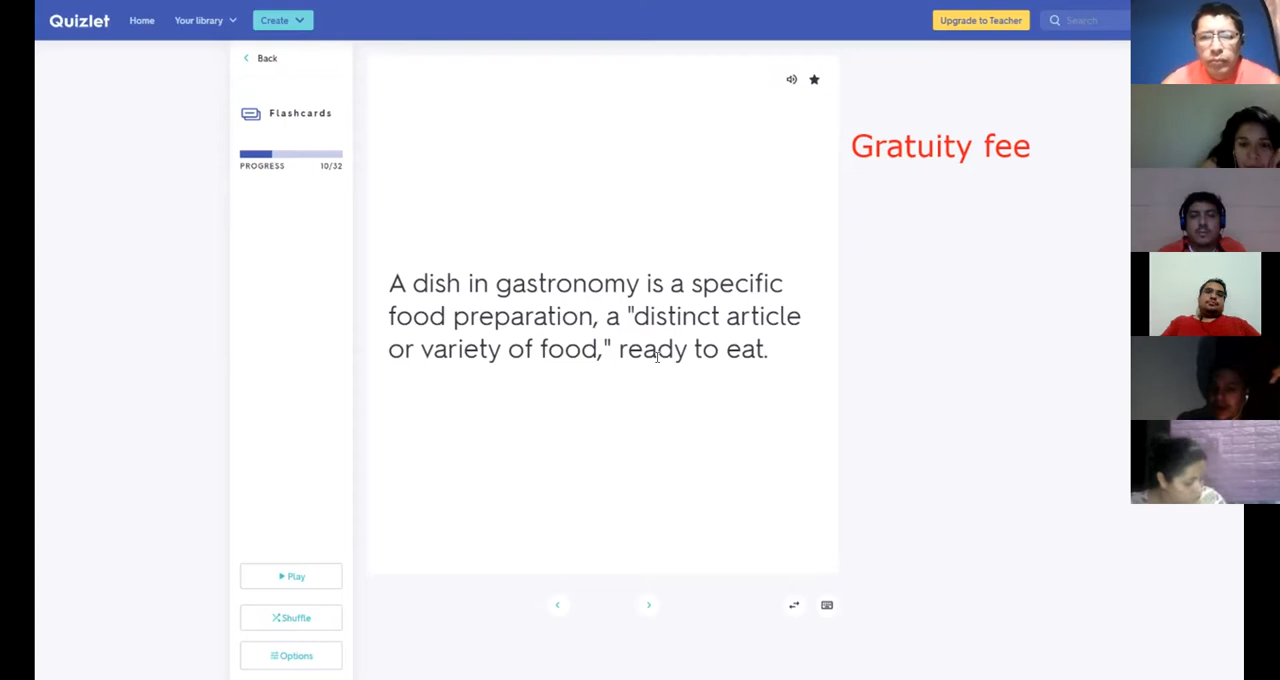 Quizlet Home Your library Create Upgrade to Teacher Search
Back
Flashcards
PROGRESS 10/32
Gratuity fee
A dish in gastronomy is a specific
food preparation, a "distinct article
or variety of food," ready to eat.
Play
Shuffle
Options